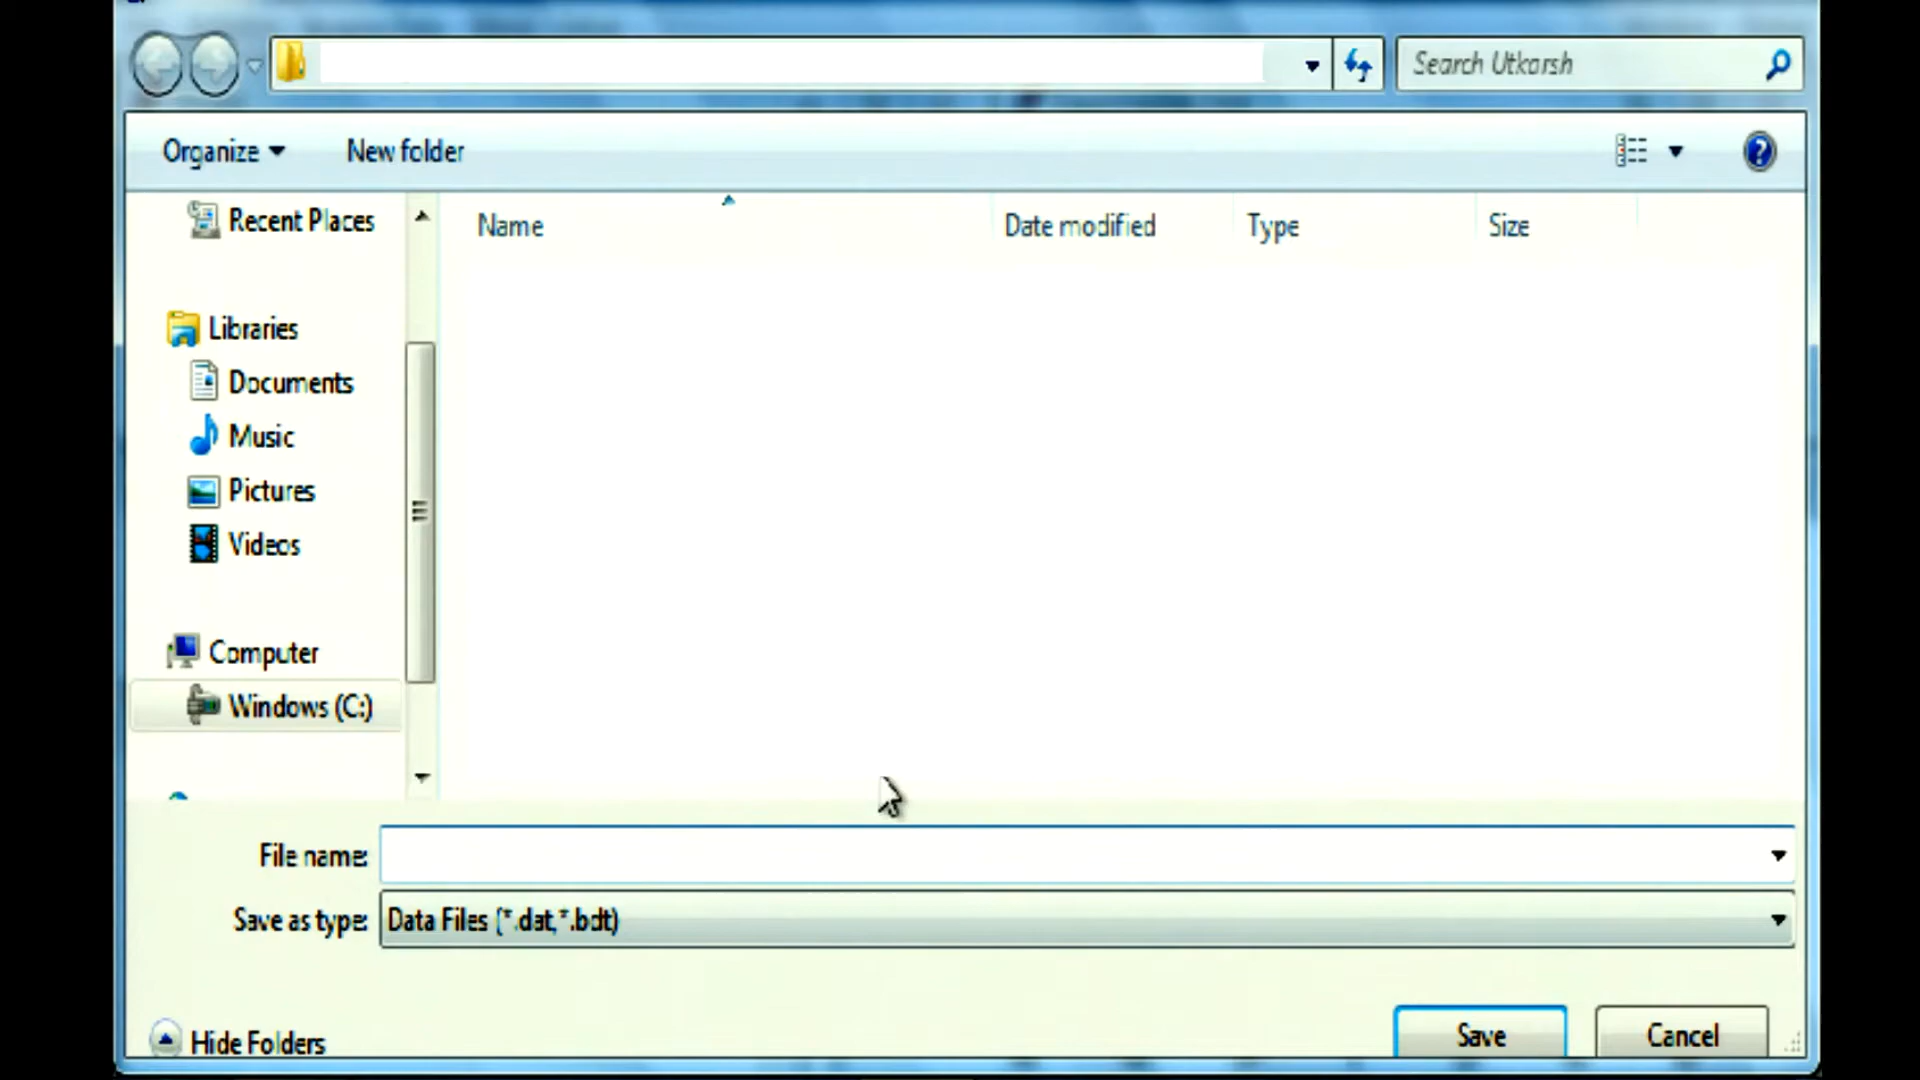 Search Utkarsh
Organize
New folder
Recent Places
Name
Date modified
Type
Size
Libraries
Documents
Music
Pictures
Videos
Computer
Windows (C:)
File name:
Save as type:
Data Files (*.dat,*.bdt)
Hide Folders
Save
Cancel